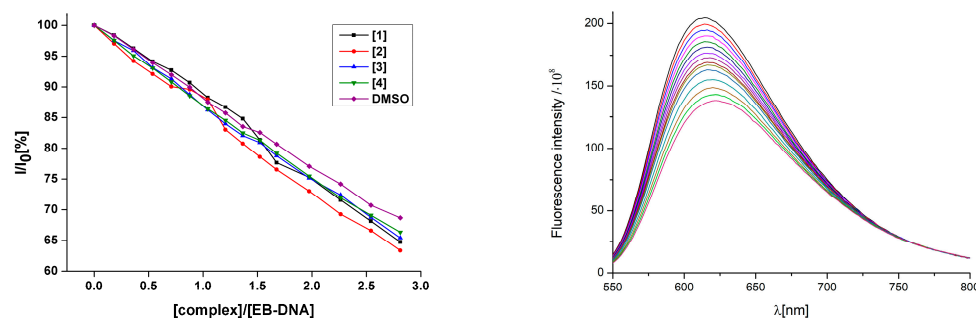 100
95
90
85
80
75
70
65
60
I/I0[%]
0.0 0.5 1.0 1.5 2.0 2.5 3.0
[complex]/[EB-DNA]
[1]
[2]
[3]
[4]
DMSO
200
150
100
50
0
Fluorescence intensity /·10⁸
550 600 650 700 750 800
λ[nm]